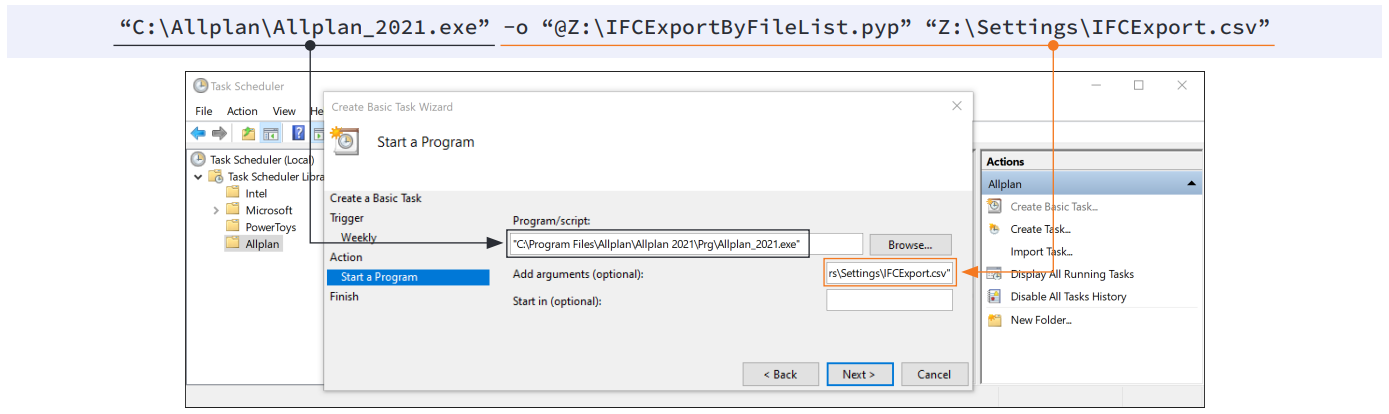 “C:\Allplan\Allplan_2021.exe” -o “@Z:\IFCExportByFileList.pyp” “Z:\Settings\IFCExport.csv”
Task Scheduler
File Action View He
Create Basic Task Wizard
Start a Program
Task Scheduler (Local)
Task Scheduler Libra
Intel
Microsoft
PowerToys
Allplan
Create a Basic Task
Trigger
Weekly
Action
Start a Program
Finish
Program/script:
"C:\Program Files\Allplan\Allplan 2021\Prg\Allplan_2021.exe"
Browse...
Add arguments (optional):
rs\Settings\IFCExport.csv"
Start in (optional):
< Back
Next >
Cancel
Actions
Allplan
Create Basic Task...
Create Task...
Import Task...
Display All Running Tasks
Disable All Tasks History
New Folder...